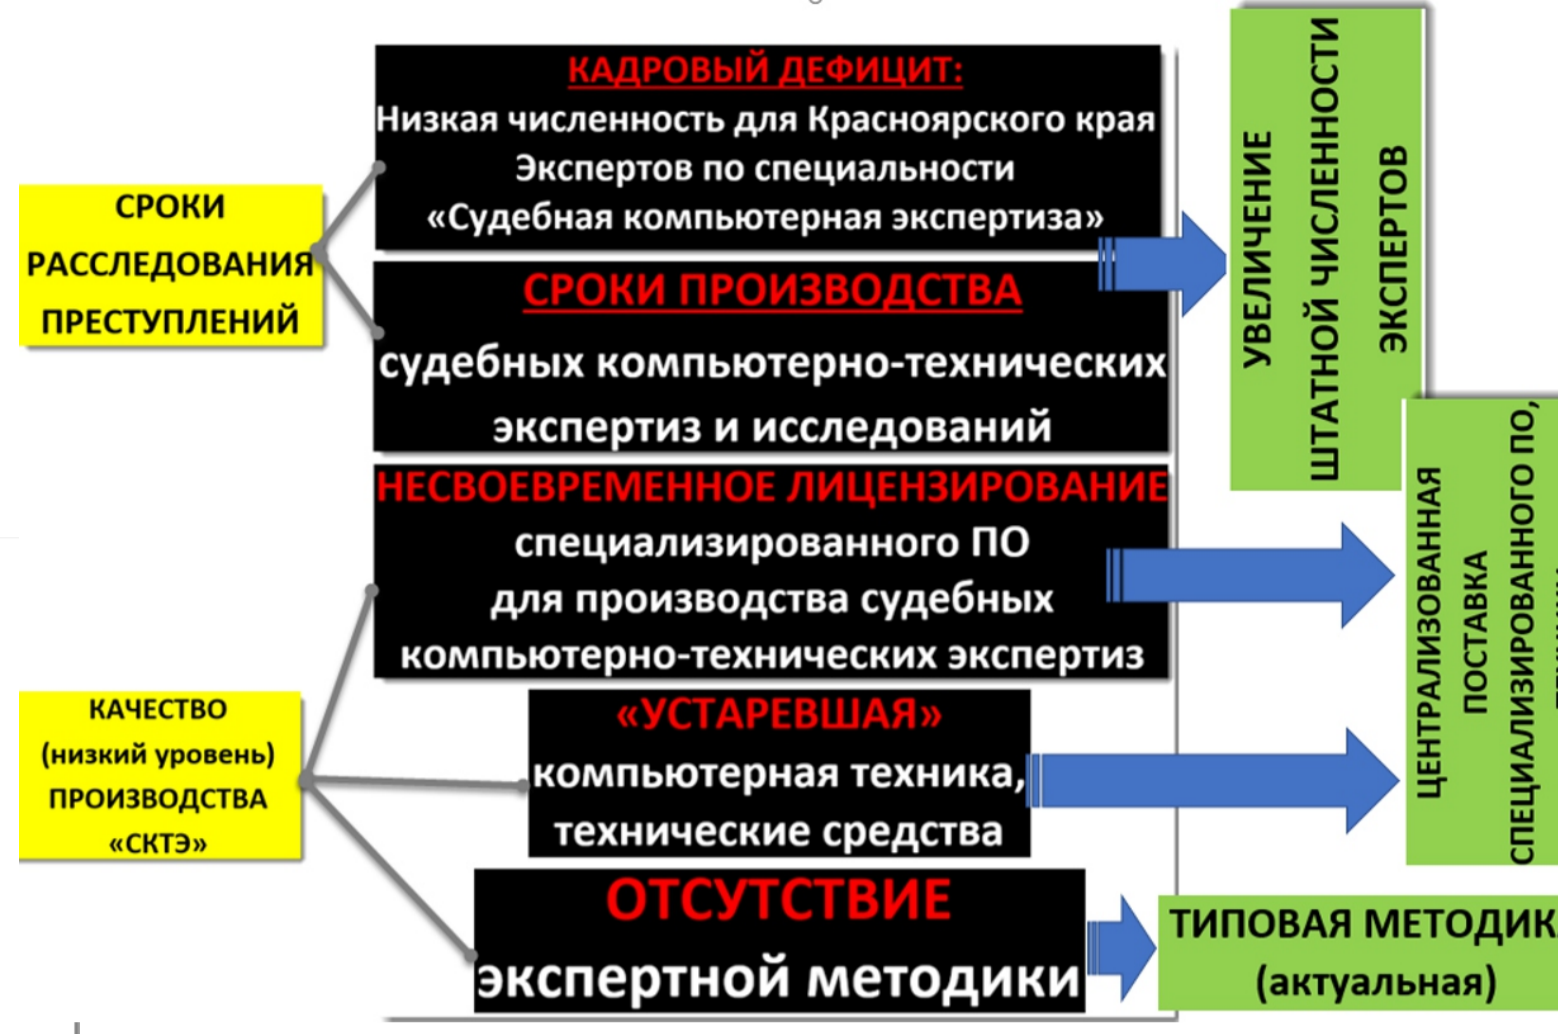 СРОКИ
РАССЛЕДОВАНИЯ
ПРЕСТУПЛЕНИЙ
КАДРОВЫЙ ДЕФИЦИТ:
Низкая численность для Красноярского края
Экспертов по специальности
«Судебная компьютерная экспертиза»
СРОКИ ПРОИЗВОДСТВА
судебных компьютерно-технических
экспертиз и исследований
УВЕЛИЧЕНИЕ
ШТАТНОЙ ЧИСЛЕННОСТИ
ЭКСПЕРТОВ
КАЧЕСТВО
(низкий уровень)
ПРОИЗВОДСТВА
«СКТЭ»
НЕСВОЕВРЕМЕННОЕ ЛИЦЕНЗИРОВАНИЕ
специализированного ПО
для производства судебных
компьютерно-технических экспертиз
«УСТАРЕВШАЯ»
компьютерная техника,
технические средства
ЦЕНТРАЛИЗОВАННАЯ
ПОСТАВКА
СПЕЦИАЛИЗИРОВАННОГО ПО,
ОТСУТСТВИЕ
экспертной методики
ТИПОВАЯ МЕТОДИКА
(актуальная)